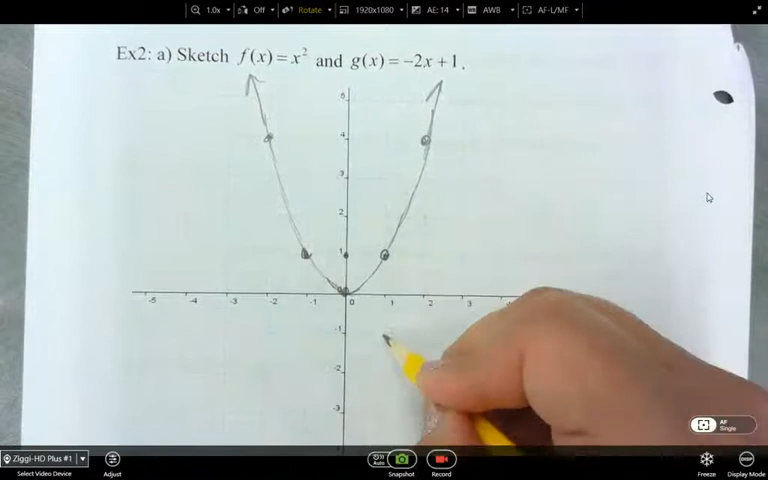 1.0x Off Rotate 1920x1080 AE: 14 AWB AF-L/MF
Ex2: a) Sketch f(x) = x² and g(x) = −2x + 1.
6
4
3
2
1
-5 -4 -3 -2 -1 0 1 2 3
-1
-2
-3
AF
Single
Ziggi-HD Plus #1
Select Video Device
Adjust
Auto
Snapshot
Record
Freeze
DISP
Display Mode